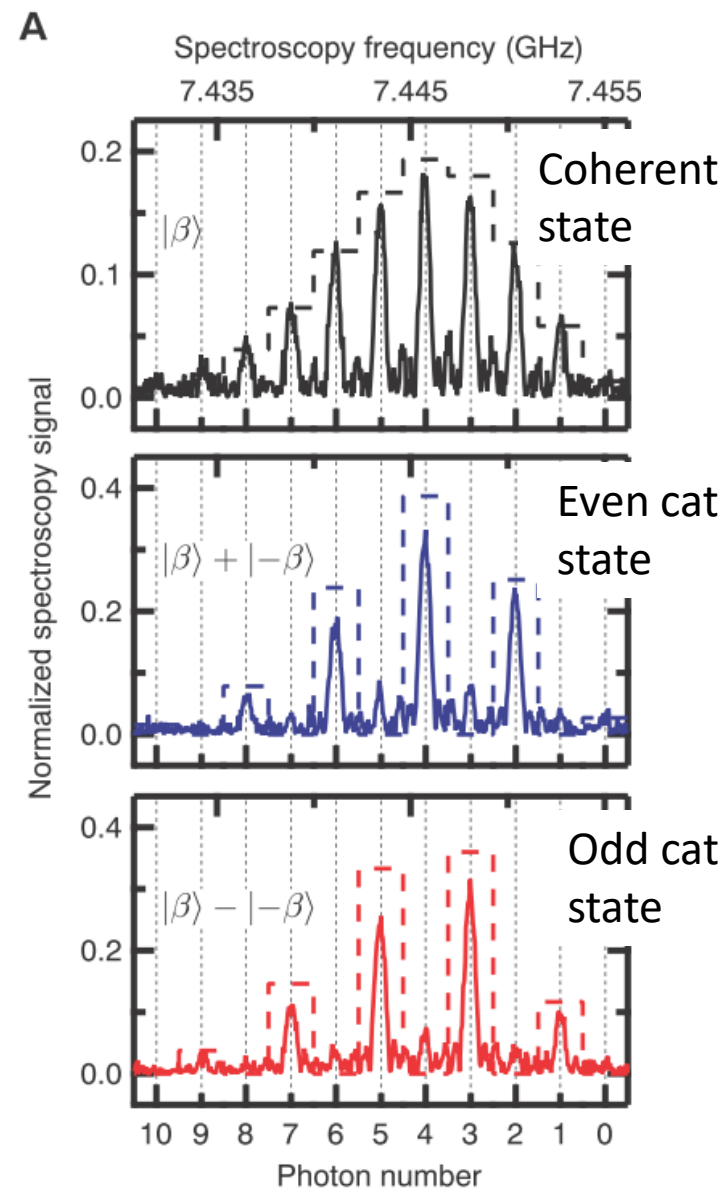 A
Spectroscopy frequency (GHz)
7.435 7.445 7.455
0.2
0.1
0.0
|β⟩
Coherent
state
Normalized spectroscopy signal
0.4
0.2
0.0
|β⟩ + |−β⟩
Even cat
state
0.4
0.2
0.0
|β⟩ − |−β⟩
Odd cat
state
10 9 8 7 6 5 4 3 2 1 0
Photon number